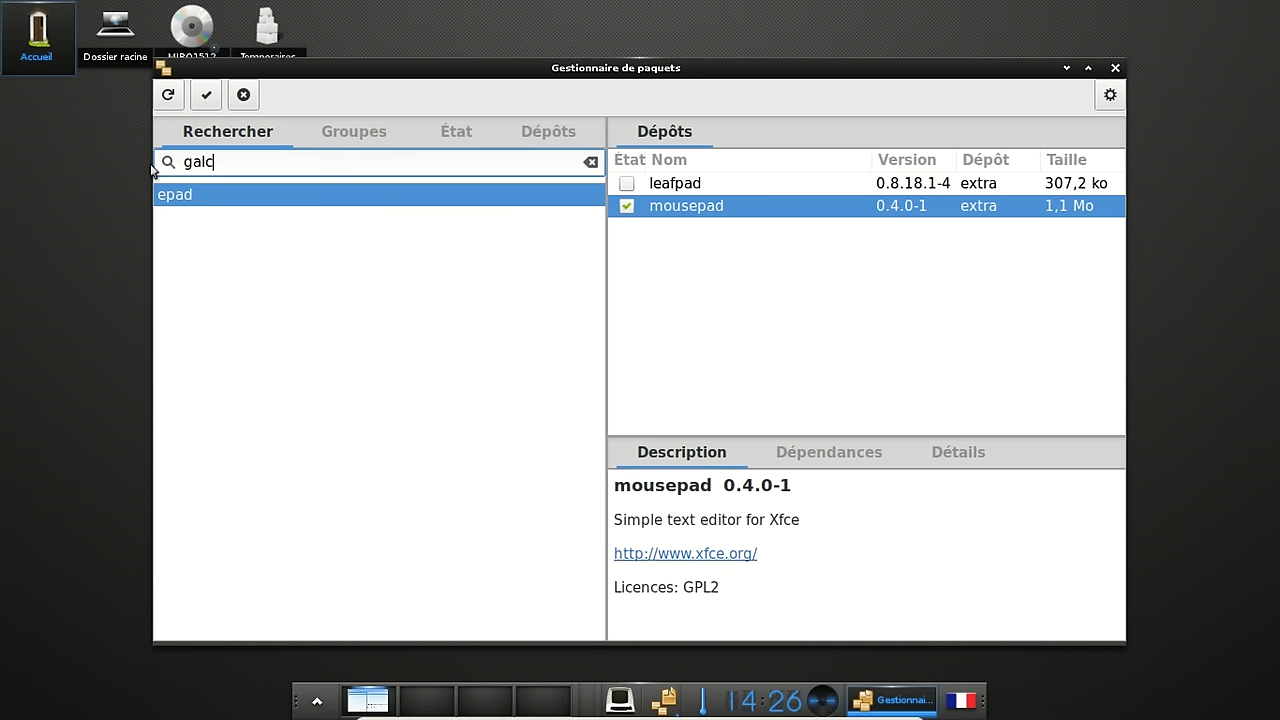 Accueil
Dossier racine
MIRO1512
Temporaires
Gestionnaire de paquets
Rechercher Groupes État Dépôts
galc
epad
Dépôts
État Nom Version Dépôt Taille
leafpad 0.8.18.1-4 extra 307,2 ko
mousepad 0.4.0-1 extra 1,1 Mo
Description Dépendances Détails
mousepad 0.4.0-1
Simple text editor for Xfce
http://www.xfce.org/
Licences: GPL2
14:26
Gestionnai...